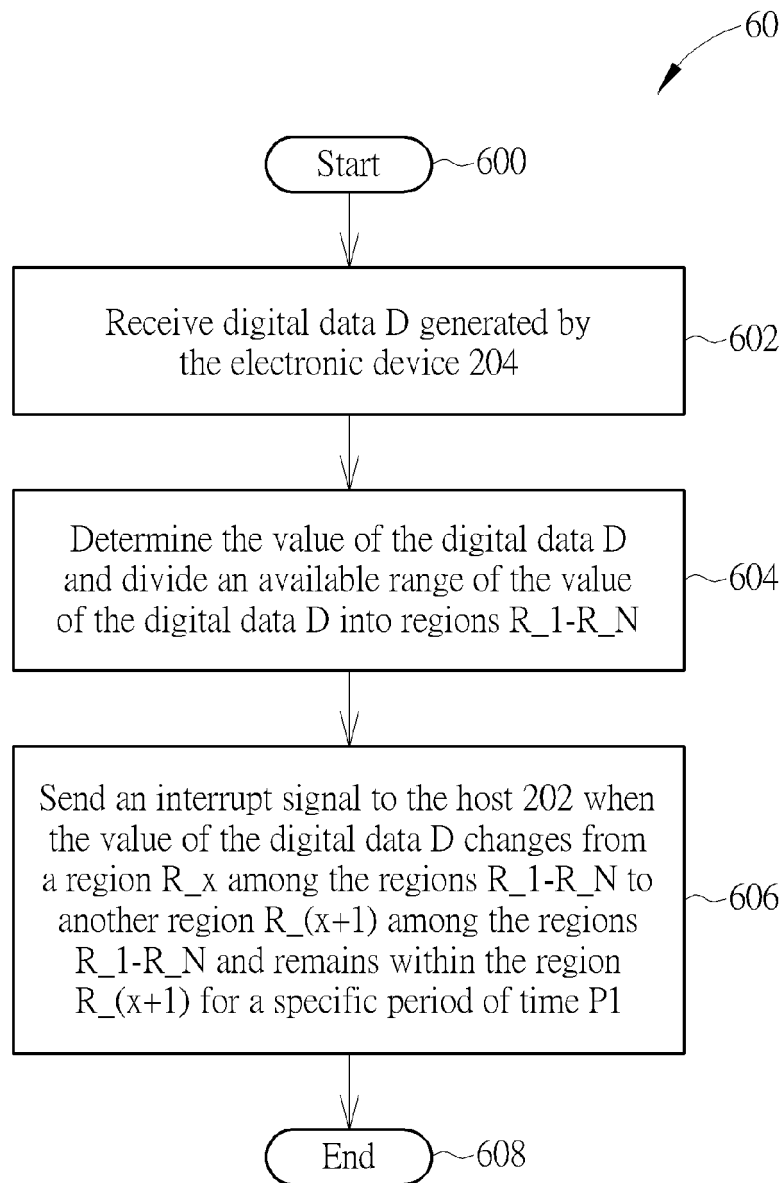 60
Start
600
Receive digital data D generated by
the electronic device 204
602
Determine the value of the digital data D
and divide an available range of the value
of the digital data D into regions R_1-R_N
604
Send an interrupt signal to the host 202 when
the value of the digital data D changes from
a region R_x among the regions R_1-R_N to
another region R_(x+1) among the regions
R_1-R_N and remains within the region
R_(x+1) for a specific period of time P1
606
End
608